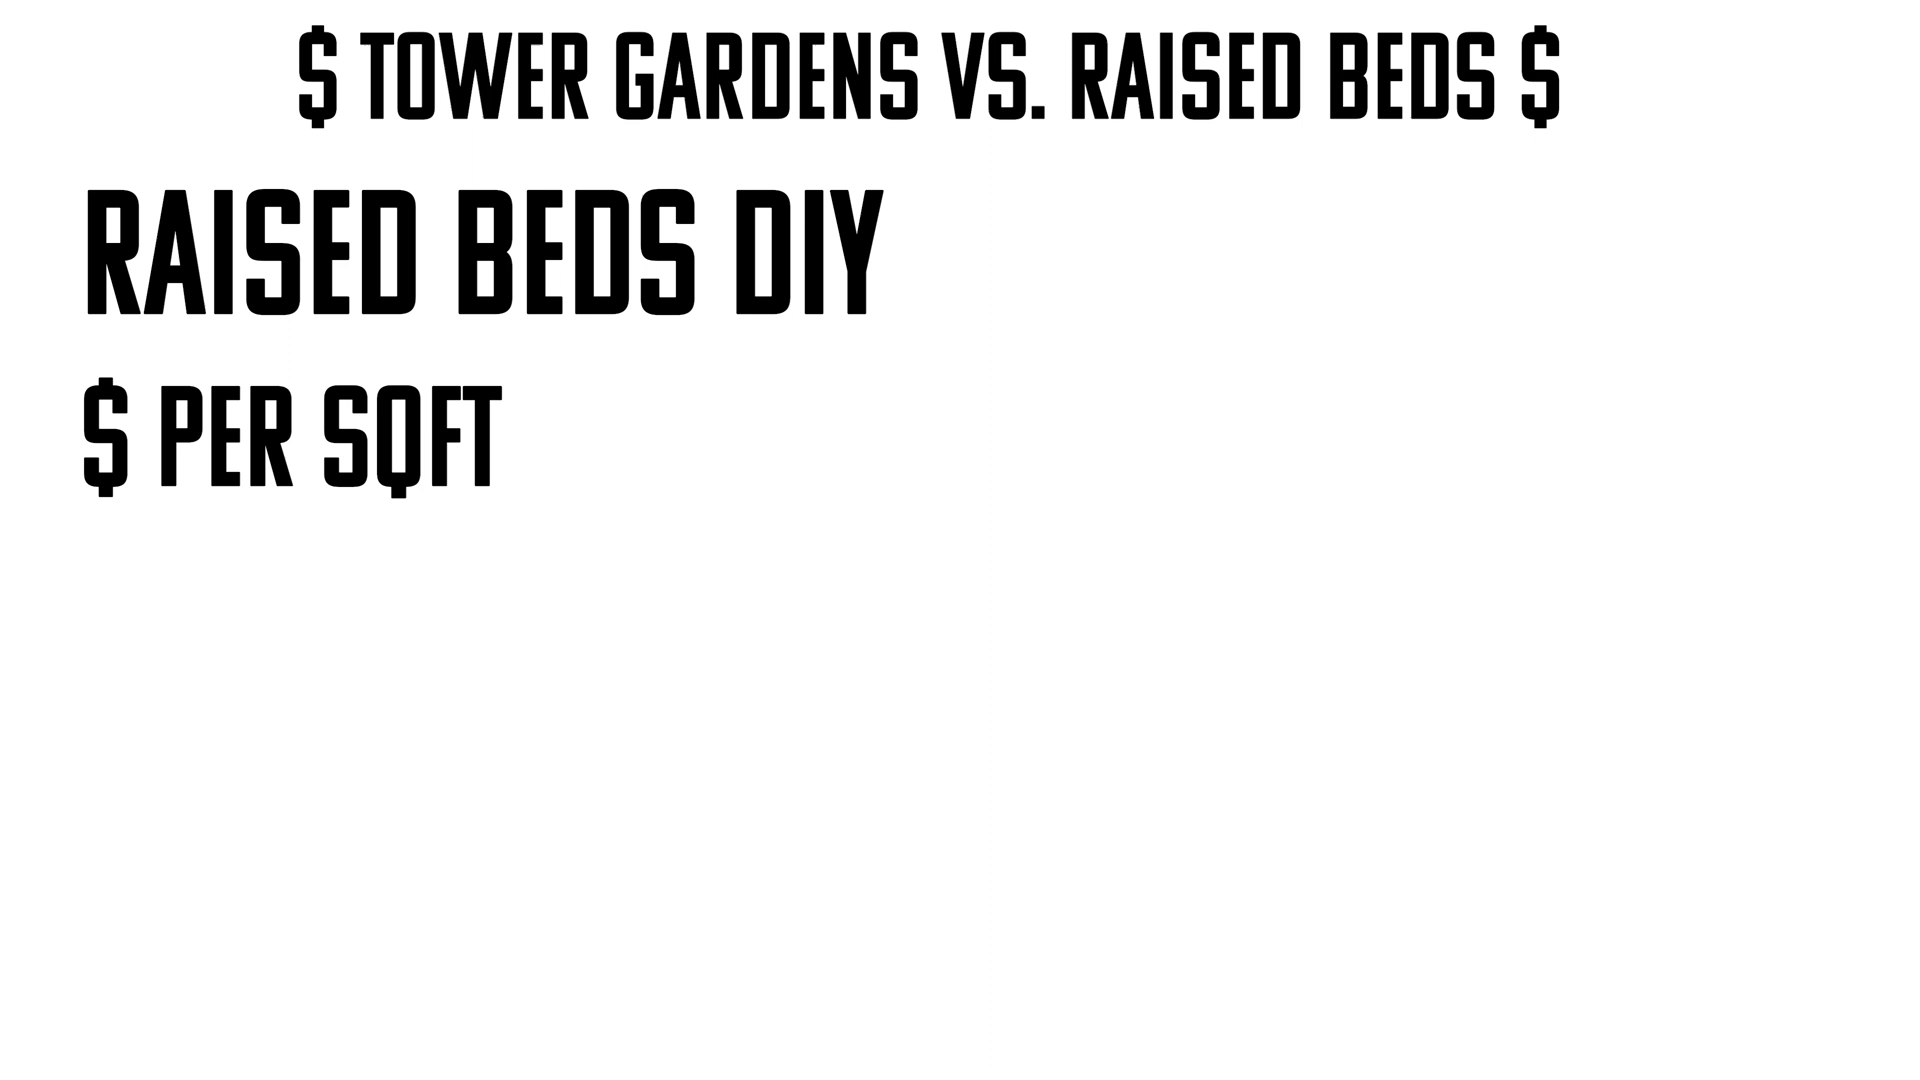 $ TOWER GARDENS VS. RAISED BEDS $
RAISED BEDS DIY
$ PER SQFT